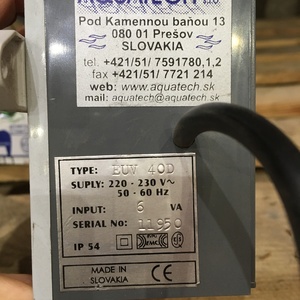 AQUATECH s.r.o.
Pod Kamennou baňou 13
080 01 Prešov
SLOVAKIA
tel. +421/51/ 7591780,1,2
fax +421/51/ 7721 214
web: www.aquatech.sk
mail: aquatech@aquatech.sk
TYPE: EUV 40D
SUPLY: 220 - 230 V~
50 - 60 Hz
INPUT: 6 VA
SERIAL No: 11950
IP 54
MADE IN
SLOVAKIA
CE